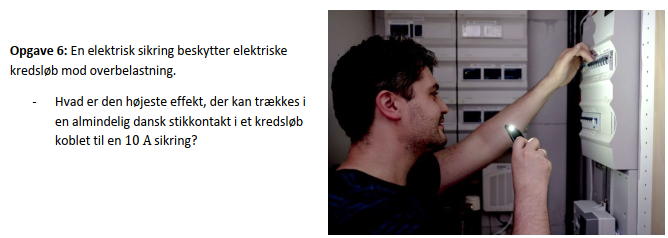 Opgave 6: En elektrisk sikring beskytter elektriske
kredsløb mod overbelastning.
- Hvad er den højeste effekt, der kan trækkes i
en almindelig dansk stikkontakt i et kredsløb
koblet til en 10 A sikring?